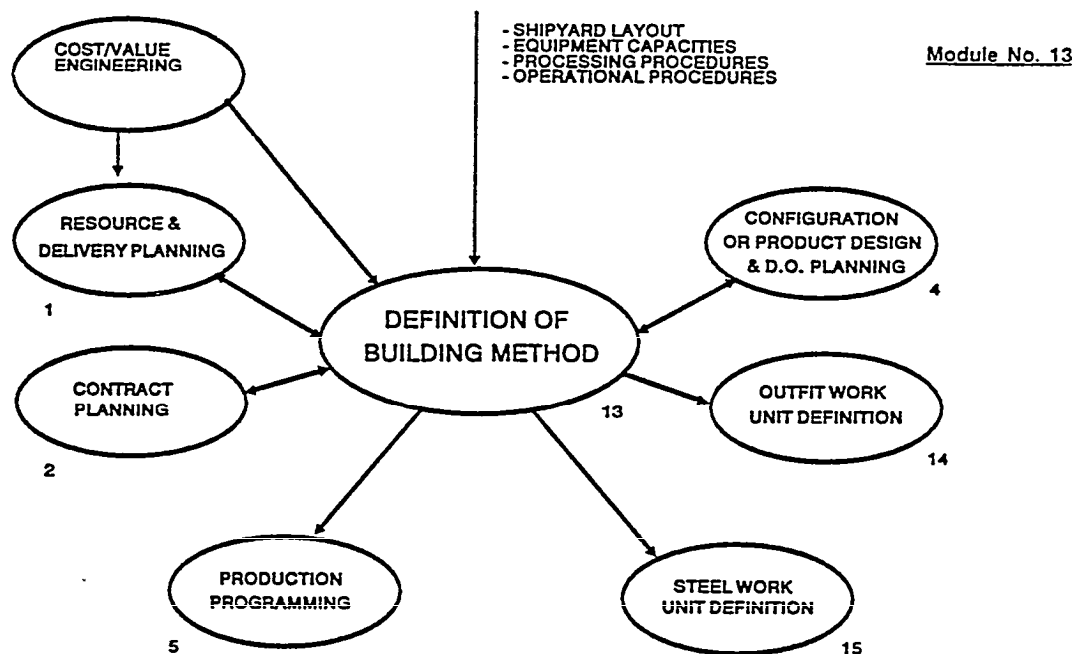 COST/VALUE
ENGINEERING
- SHIPYARD LAYOUT
- EQUIPMENT CAPACITIES
- PROCESSING PROCEDURES
- OPERATIONAL PROCEDURES
Module No. 13
RESOURCE &
DELIVERY PLANNING
1
CONFIGURATION
OR PRODUCT DESIGN
& D.O. PLANNING
4
DEFINITION OF
BUILDING METHOD
13
CONTRACT
PLANNING
2
OUTFIT WORK
UNIT DEFINITION
14
PRODUCTION
PROGRAMMING
5
STEEL WORK
UNIT DEFINITION
15